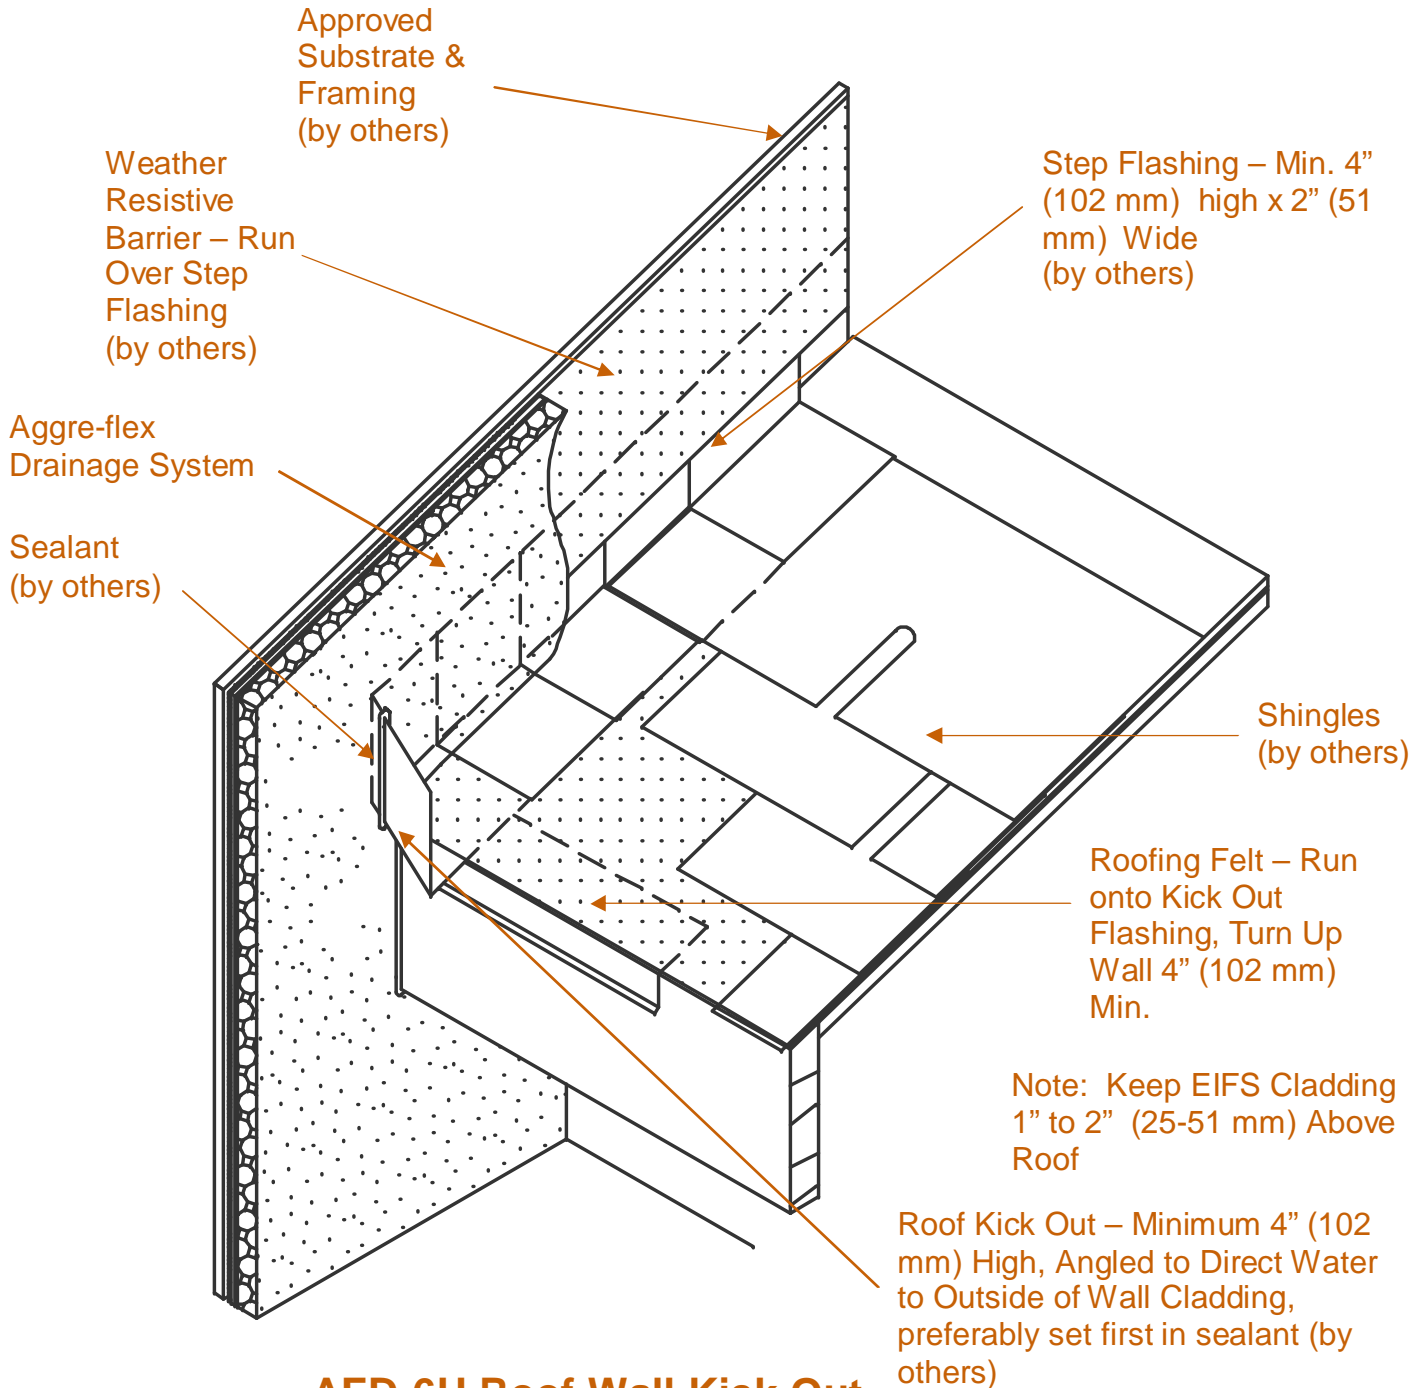 Approved
Substrate &
Framing
(by others)
Weather
Resistive
Barrier – Run
Over Step
Flashing
(by others)
Step Flashing – Min. 4”
(102 mm) high x 2” (51
mm) Wide
(by others)
Aggre-flex
Drainage System
Sealant
(by others)
Shingles
(by others)
Roofing Felt – Run
onto Kick Out
Flashing, Turn Up
Wall 4” (102 mm)
Min.
Note: Keep EIFS Cladding
1” to 2” (25-51 mm) Above
Roof
Roof Kick Out – Minimum 4” (102
mm) High, Angled to Direct Water
to Outside of Wall Cladding,
preferably set first in sealant (by
others)
Roof Wall Kick Out